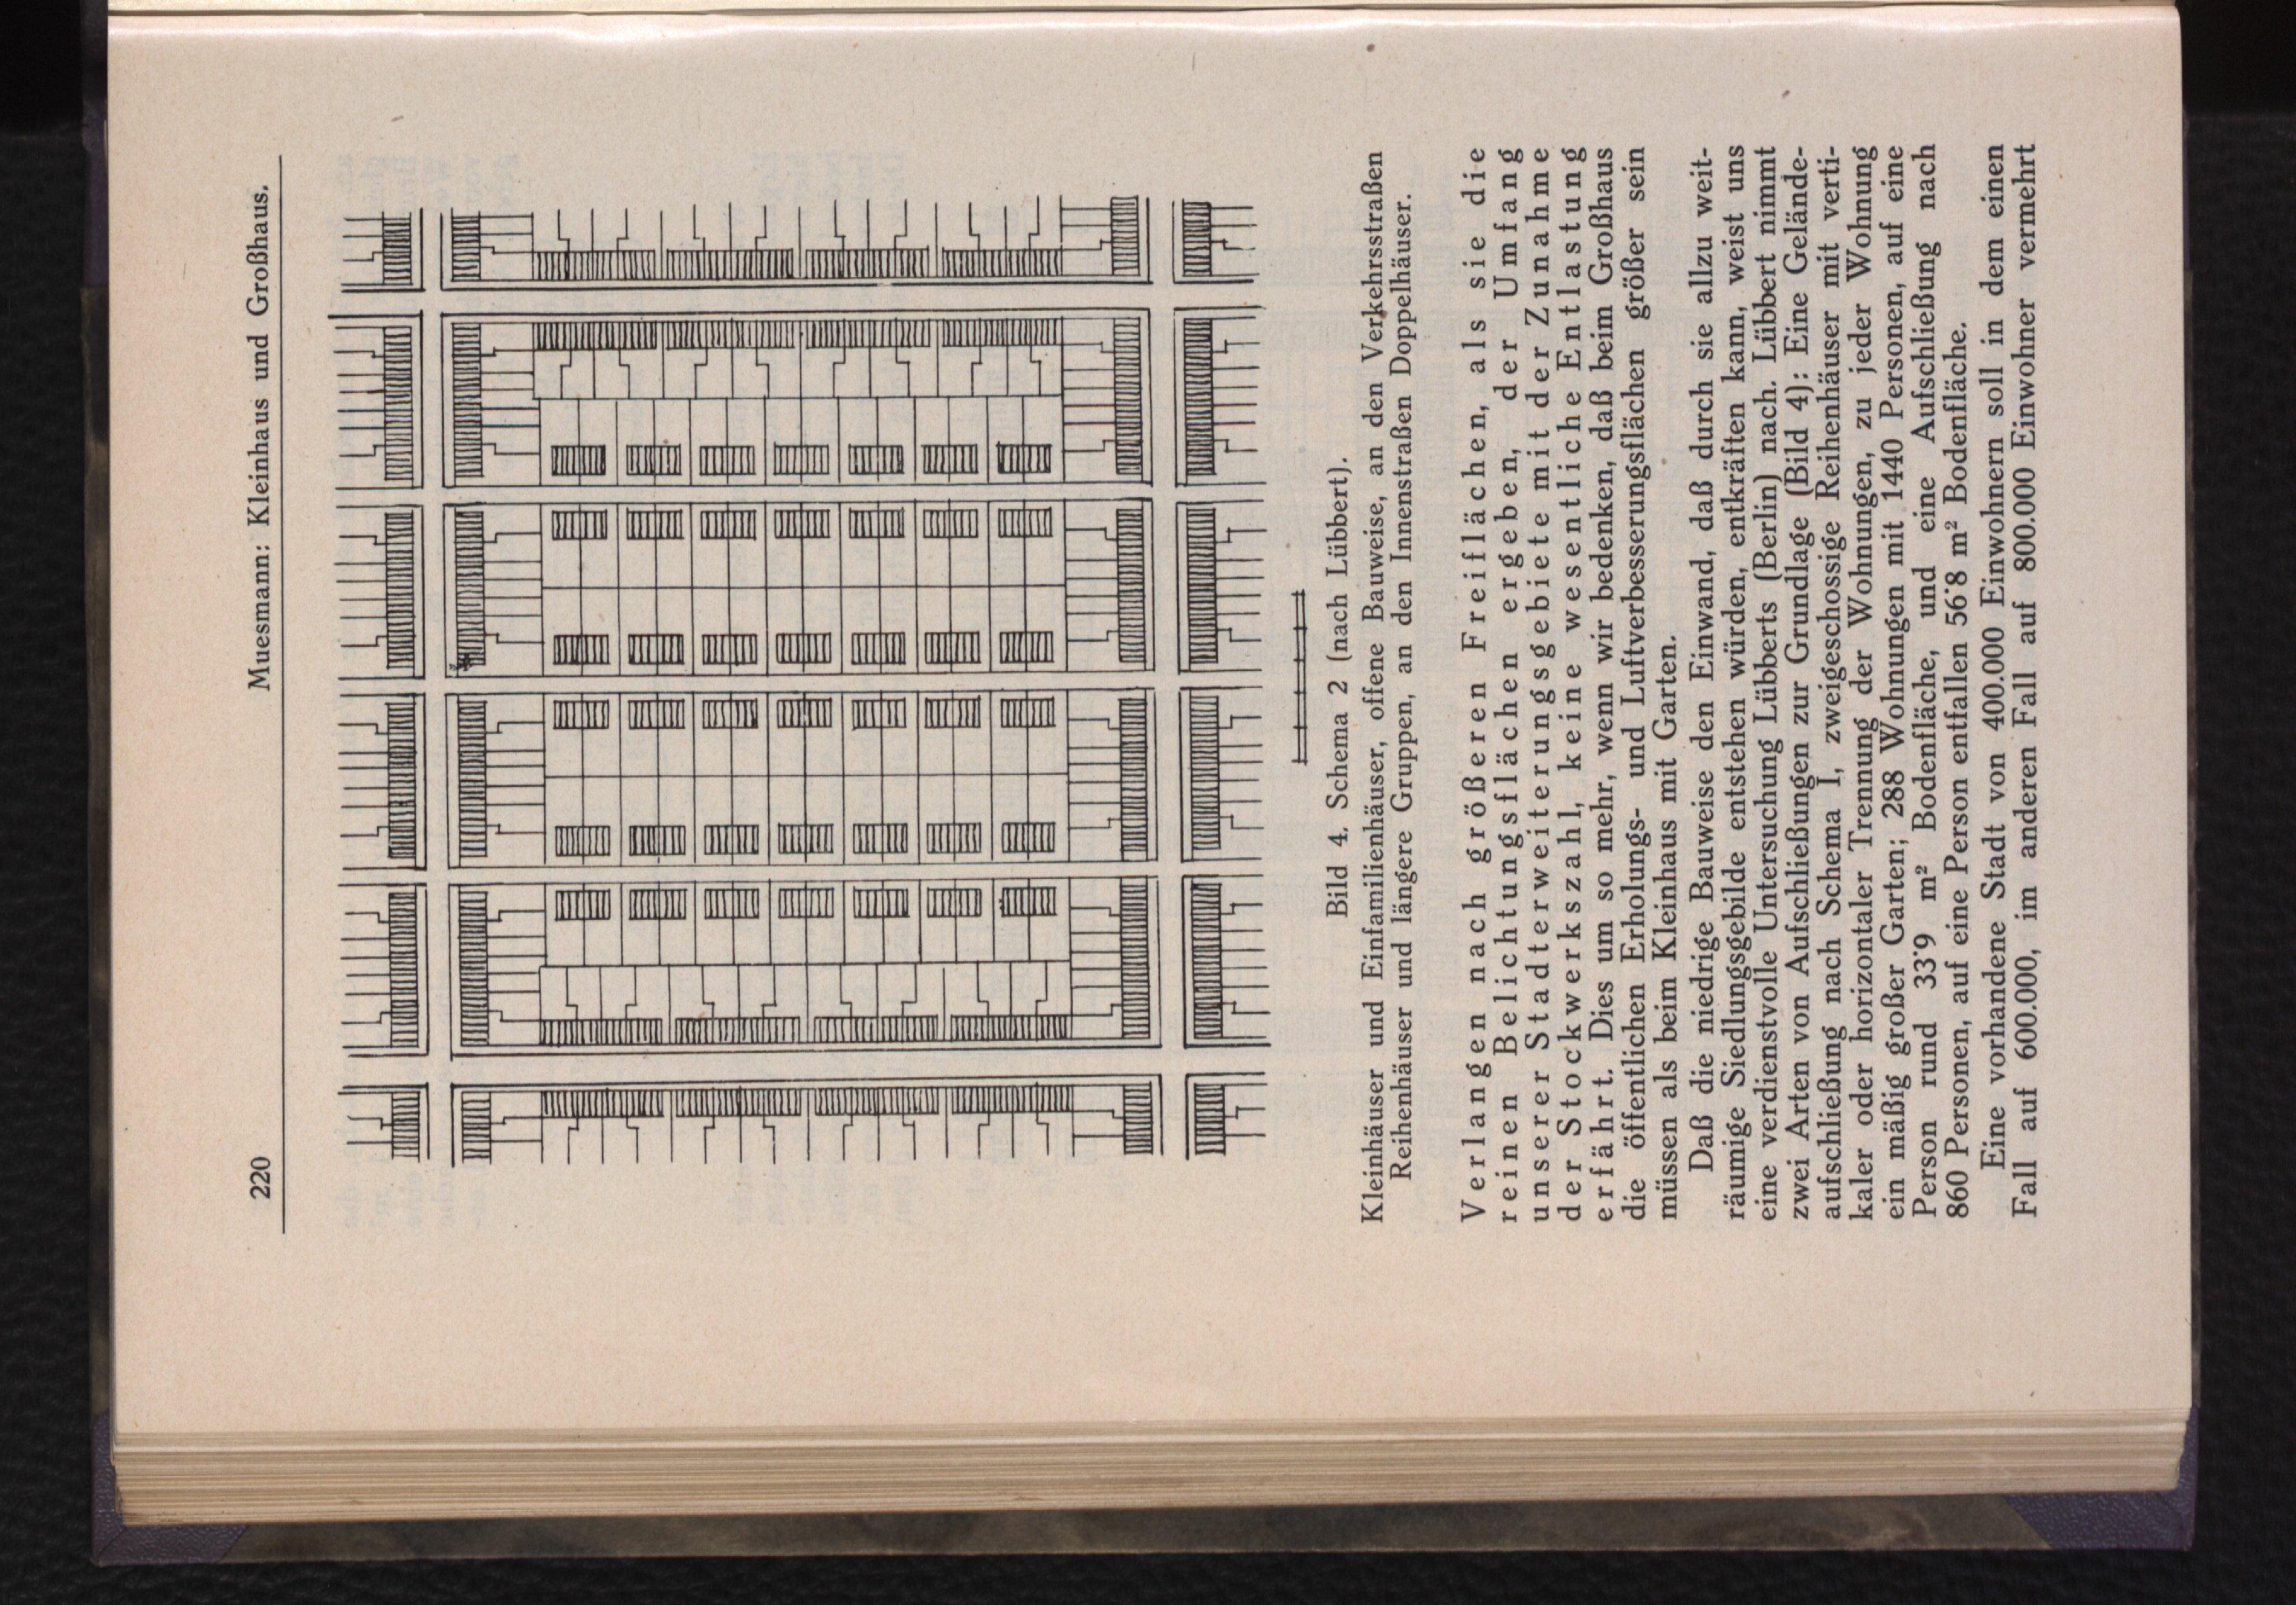 220 Muesmann: Kleinhaus und Großhaus.
Bild 4. Schema 2 (nach Lübbert).
Kleinhäuser und Einfamilienhäuser, offene Bauweise, an den Verkehrsstraßen
Reihenhäuser und längere Gruppen, an den Innenstraßen Doppelhäuser.
Verlangen nach größeren Freiflächen, als sie die
reinen Belichtungsflächen ergeben, der Umfang
unserer Stadterweiterungsgebiete mit der Zunahme
der Stockwerkszahl, keine wesentliche Entlastung
erfährt. Dies um so mehr, wenn wir bedenken, daß beim Großhaus
die öffentlichen Erholungs- und Luftverbesserungsflächen größer sein
müssen als beim Kleinhaus mit Garten.
Daß die niedrige Bauweise den Einwand, daß durch sie allzu weit-
räumige Siedlungsgebilde entstehen würden, entkräften kann, weist uns
eine verdienstvolle Untersuchung Lübberts (Berlin) nach. Lübbert nimmt
zwei Arten von Aufschließungen zur Grundlage (Bild 4): Eine Gelände-
aufschließung nach Schema I, zweigeschossige Reihenhäuser mit verti-
kaler oder horizontaler Trennung der Wohnungen, zu jeder Wohnung
ein mäßig großer Garten; 288 Wohnungen mit 1440 Personen, auf eine
Person rund 33˙9 m² Bodenfläche, und eine Aufschließung nach
860 Personen, auf eine Person entfallen 56˙8 m² Bodenfläche.
Eine vorhandene Stadt von 400.000 Einwohnern soll in dem einen
Fall auf 600.000, im anderen Fall auf 800.000 Einwohner vermehrt